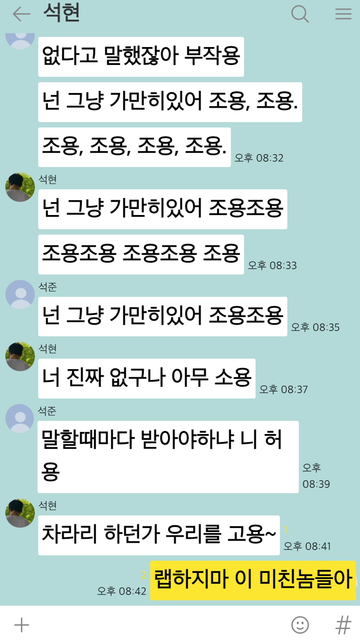 석현
없다고 말했잖아 부작용
넌 그냥 가만히있어 조용, 조용.
조용, 조용, 조용, 조용.
오후 08:32
석현
넌 그냥 가만히있어 조용조용
조용조용 조용조용 조용
오후 08:33
석준
넌 그냥 가만히있어 조용조용
오후 08:35
석현
너 진짜 없구나 아무 소용
오후 08:37
석준
말할때마다 받아야하냐 니 허
용
오후
08:39
석현
차라리 하던가 우리를 고용~
1
오후 08:41
랩하지마 이 미친놈들아
오후 08:42